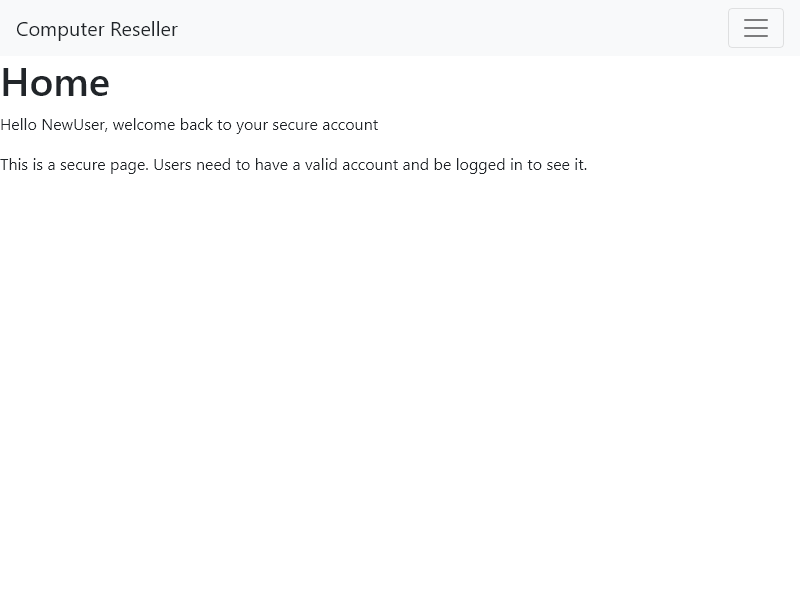 Computer Reseller
Home
Hello NewUser, welcome back to your secure account
This is a secure page. Users need to have a valid account and be logged in to see it.